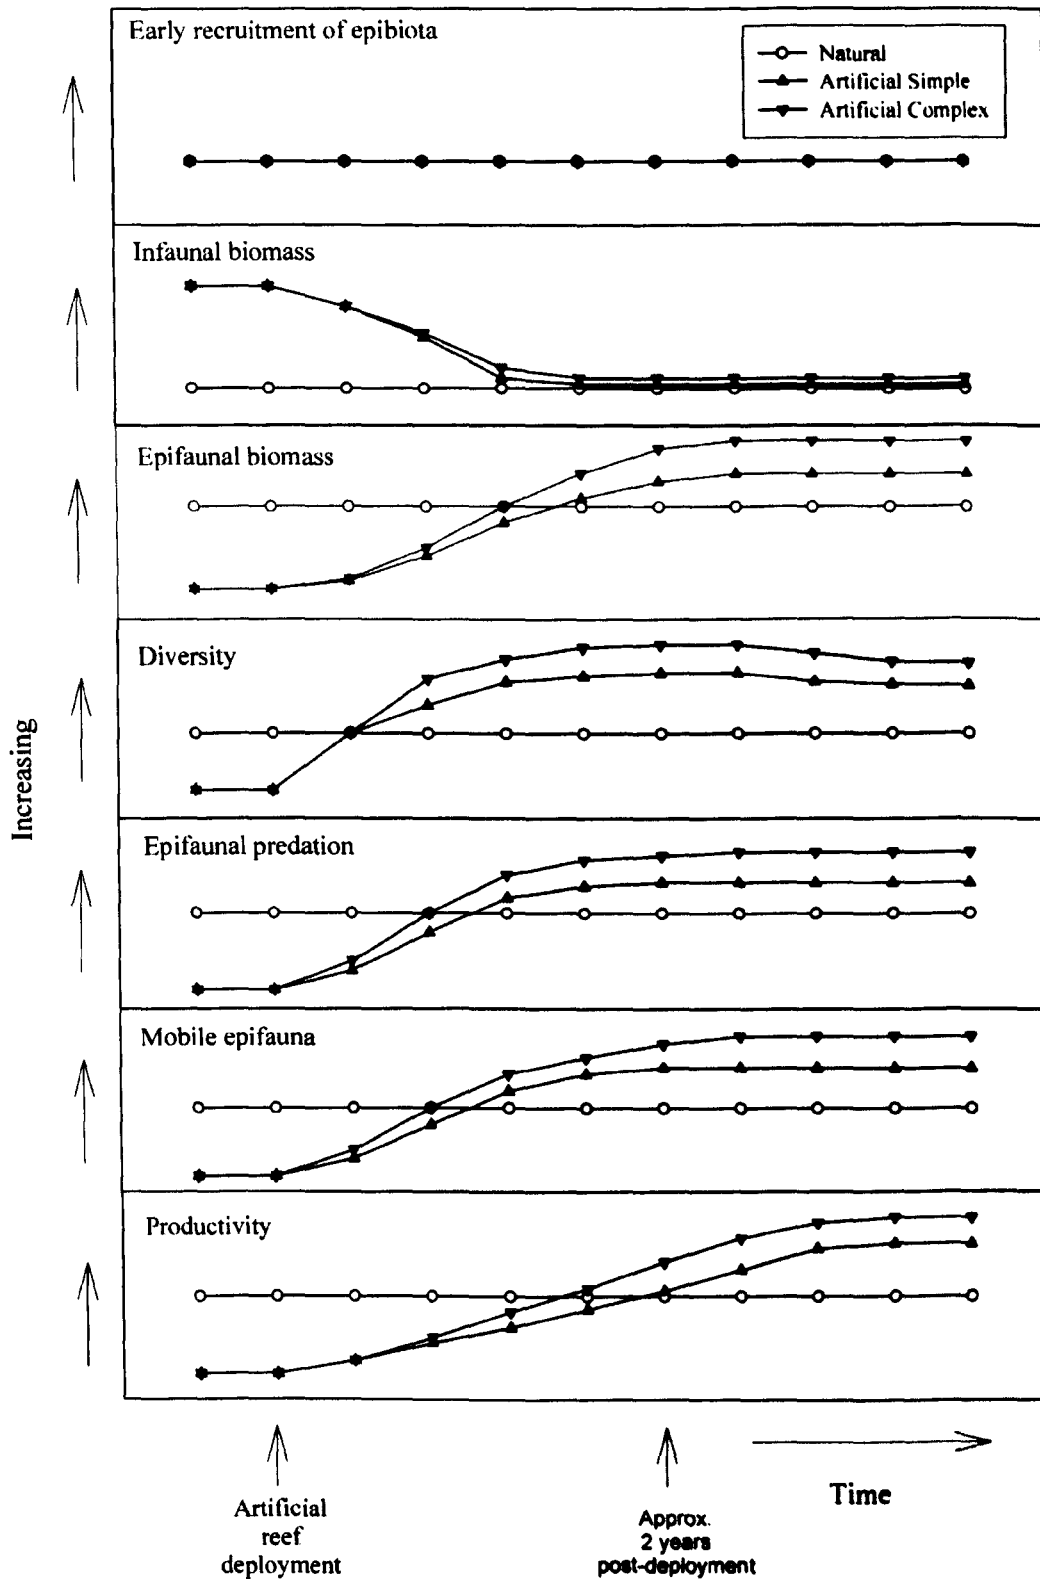 Early recruitment of epibiota
Natural
Artificial Simple
Artificial Complex
Infaunal biomass
Epifaunal biomass
Diversity
Increasing
Epifaunal predation
Mobile epifauna
Productivity
Artificial
reef
deployment
Approx.
2 years
post-deployment
Time